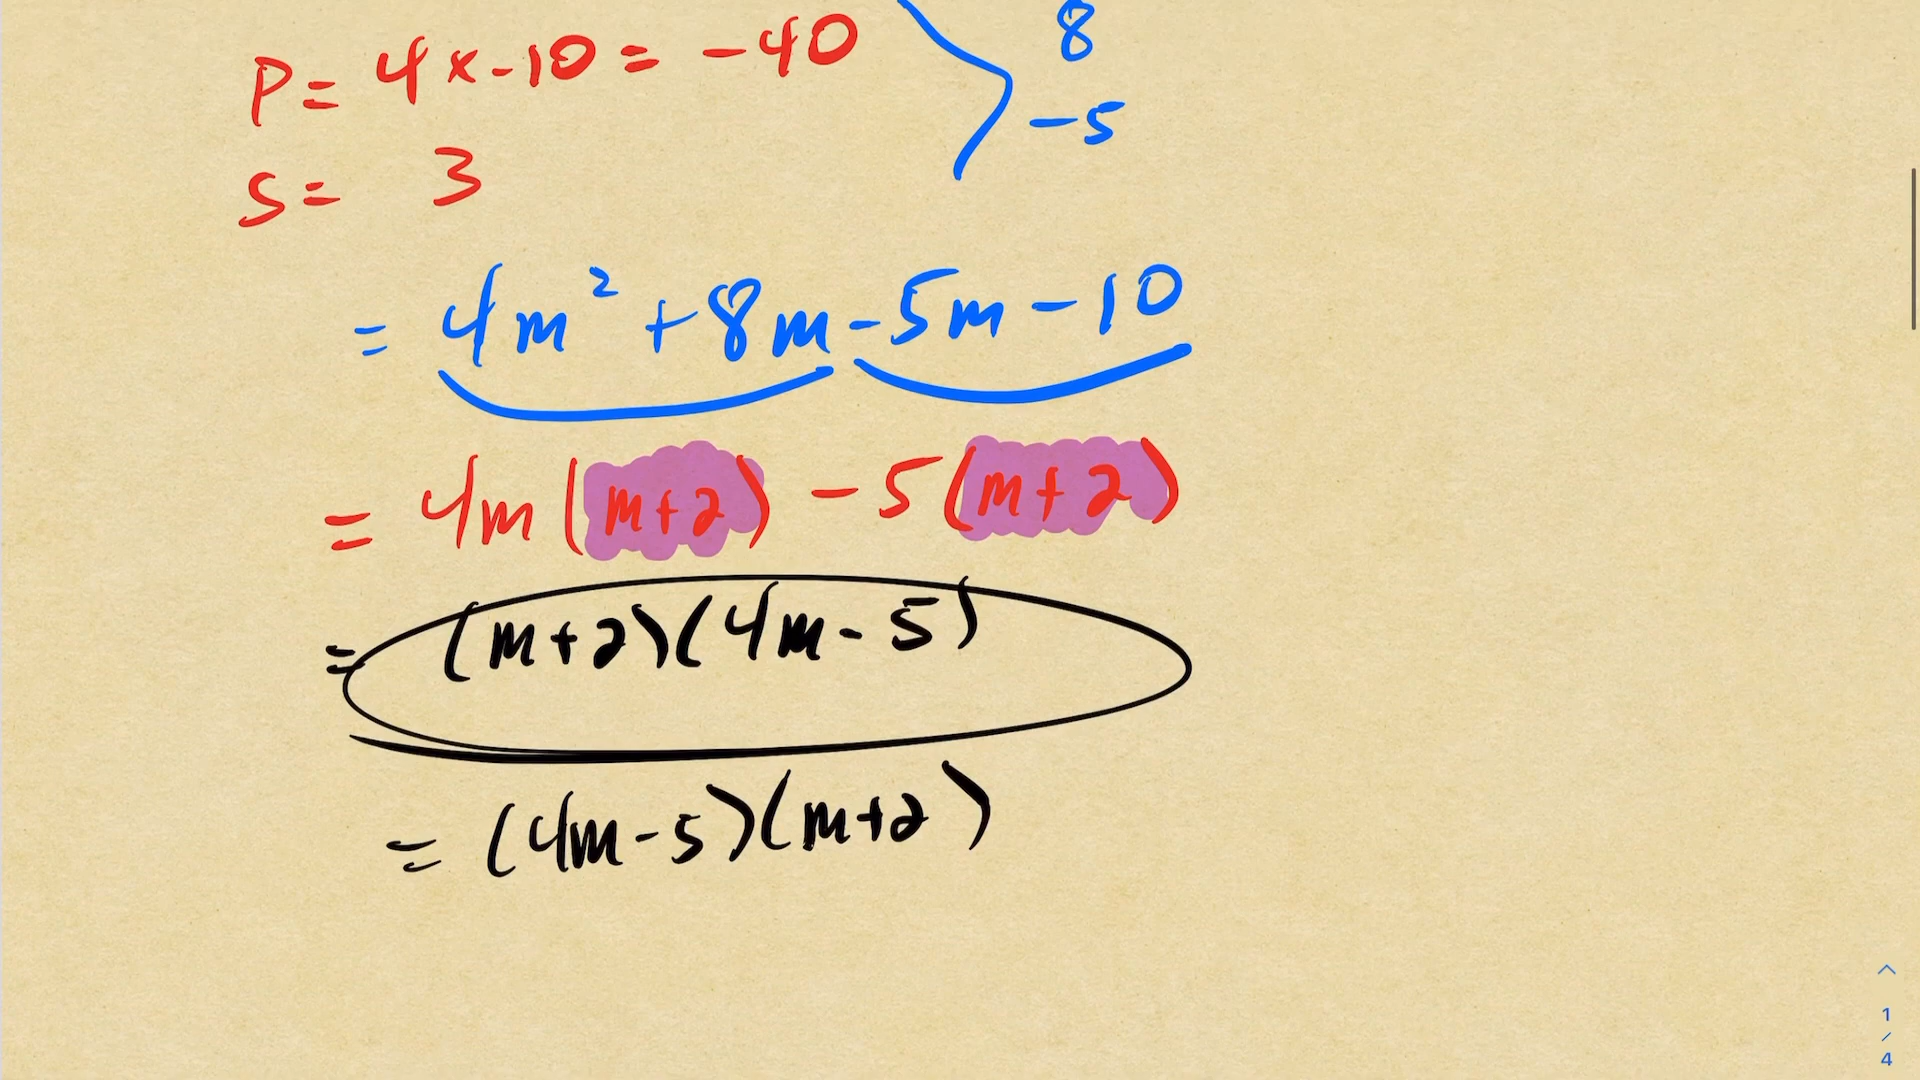 P = 4 x -10 = -40
8
-5
S = 3
= 4m² + 8m - 5m - 10
= 4m (m+2) - 5 (m+2)
= (m+2)(4m-5)
= (4m-5)(m+2)
1
/
4